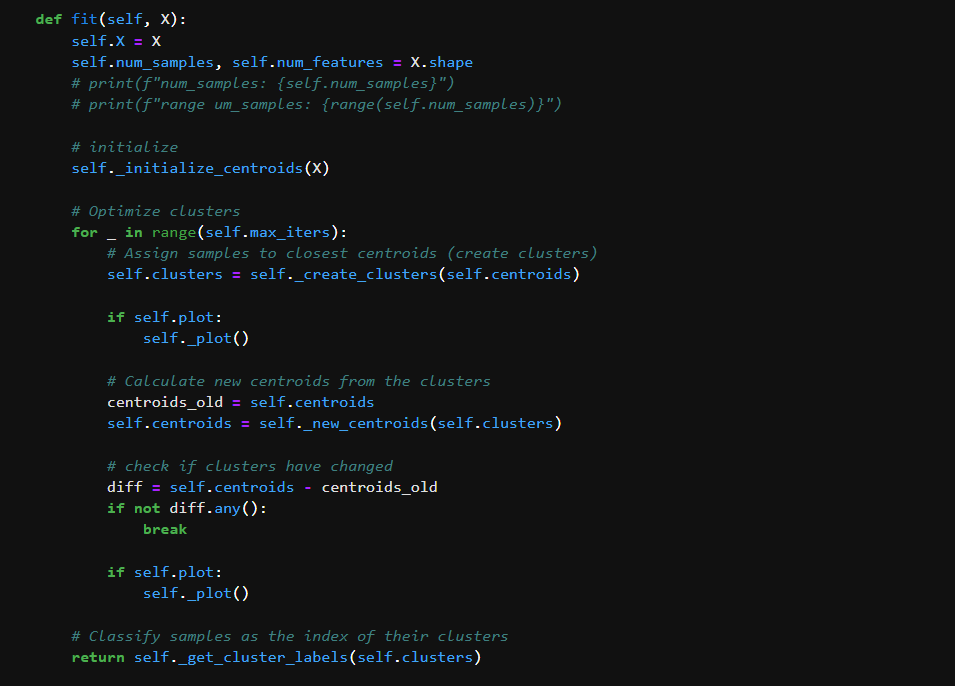 def fit(self, X):
    self.X = X
    self.num_samples, self.num_features = X.shape
    # print(f"num_samples: {self.num_samples}")
    # print(f"range um_samples: {range(self.num_samples)}")

    # initialize
    self._initialize_centroids(X)

    # Optimize clusters
    for _ in range(self.max_iters):
        # Assign samples to closest centroids (create clusters)
        self.clusters = self._create_clusters(self.centroids)

        if self.plot:
            self._plot()

        # Calculate new centroids from the clusters
        centroids_old = self.centroids
        self.centroids = self._new_centroids(self.clusters)

        # check if clusters have changed
        diff = self.centroids - centroids_old
        if not diff.any():
            break

        if self.plot:
            self._plot()

    # Classify samples as the index of their clusters
    return self._get_cluster_labels(self.clusters)